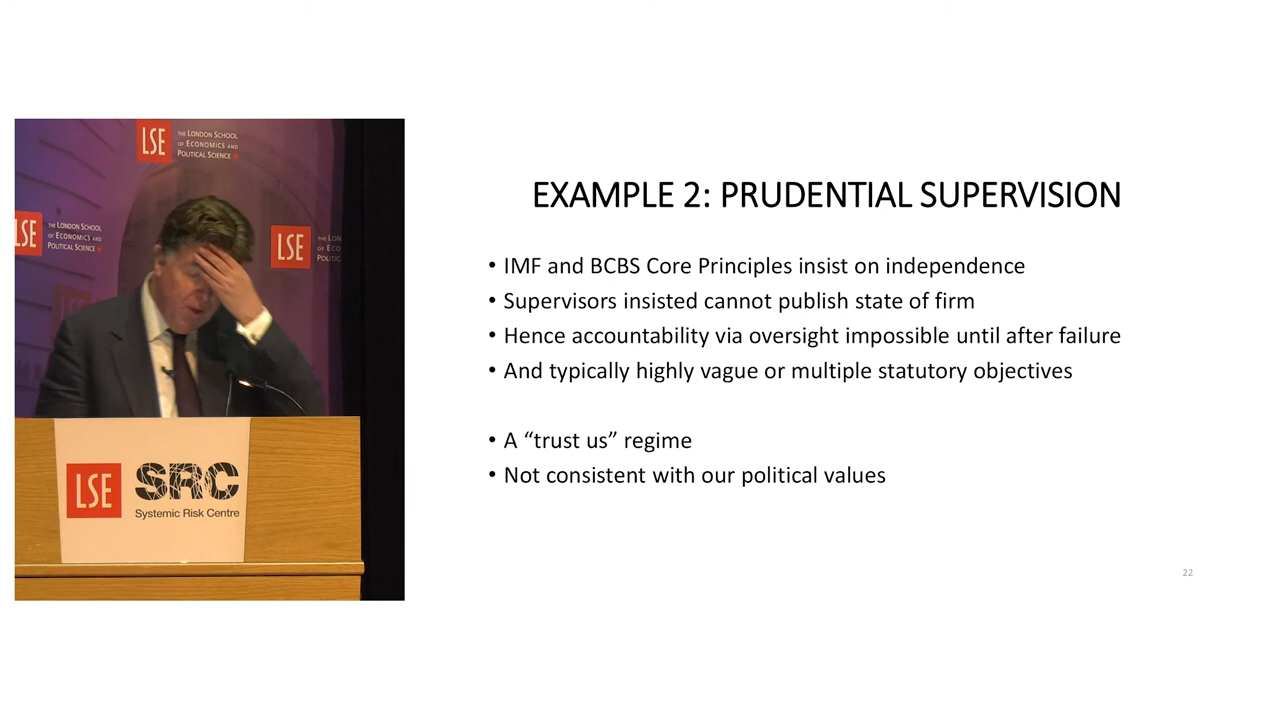 LSE
THE LONDON SCHOOL
OF ECONOMICS AND
POLITICAL SCIENCE
LSE
THE LONDON SCHOOL
OF ECONOMICS AND
POLITICAL SCIENCE
LSE
LSE
SRC
Systemic Risk Centre
EXAMPLE 2: PRUDENTIAL SUPERVISION
• IMF and BCBS Core Principles insist on independence
• Supervisors insisted cannot publish state of firm
• Hence accountability via oversight impossible until after failure
• And typically highly vague or multiple statutory objectives
• A “trust us” regime
• Not consistent with our political values
22